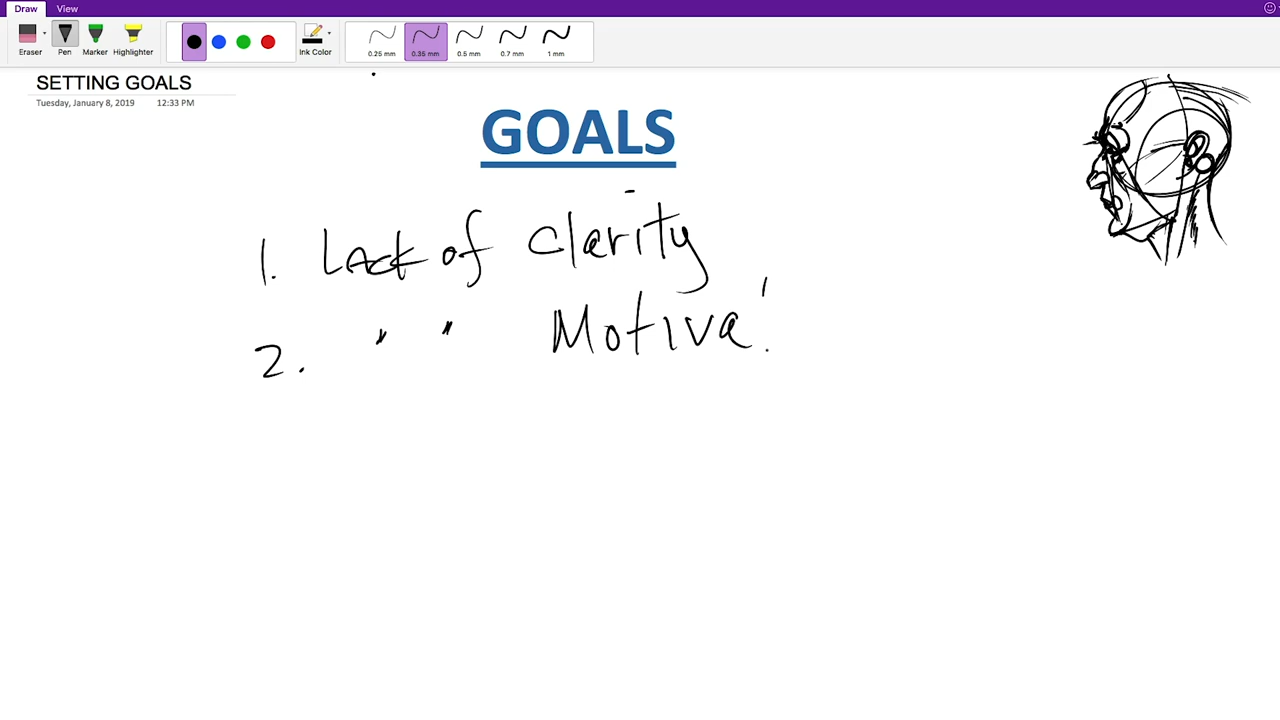 Draw View
Eraser Pen Marker Highlighter Ink Color 0.25 mm 0.35 mm 0.5 mm 0.7 mm 1 mm
SETTING GOALS
Tuesday, January 8, 2019 12:33 PM
GOALS
1. Lack of clarity
2. " " Motiva